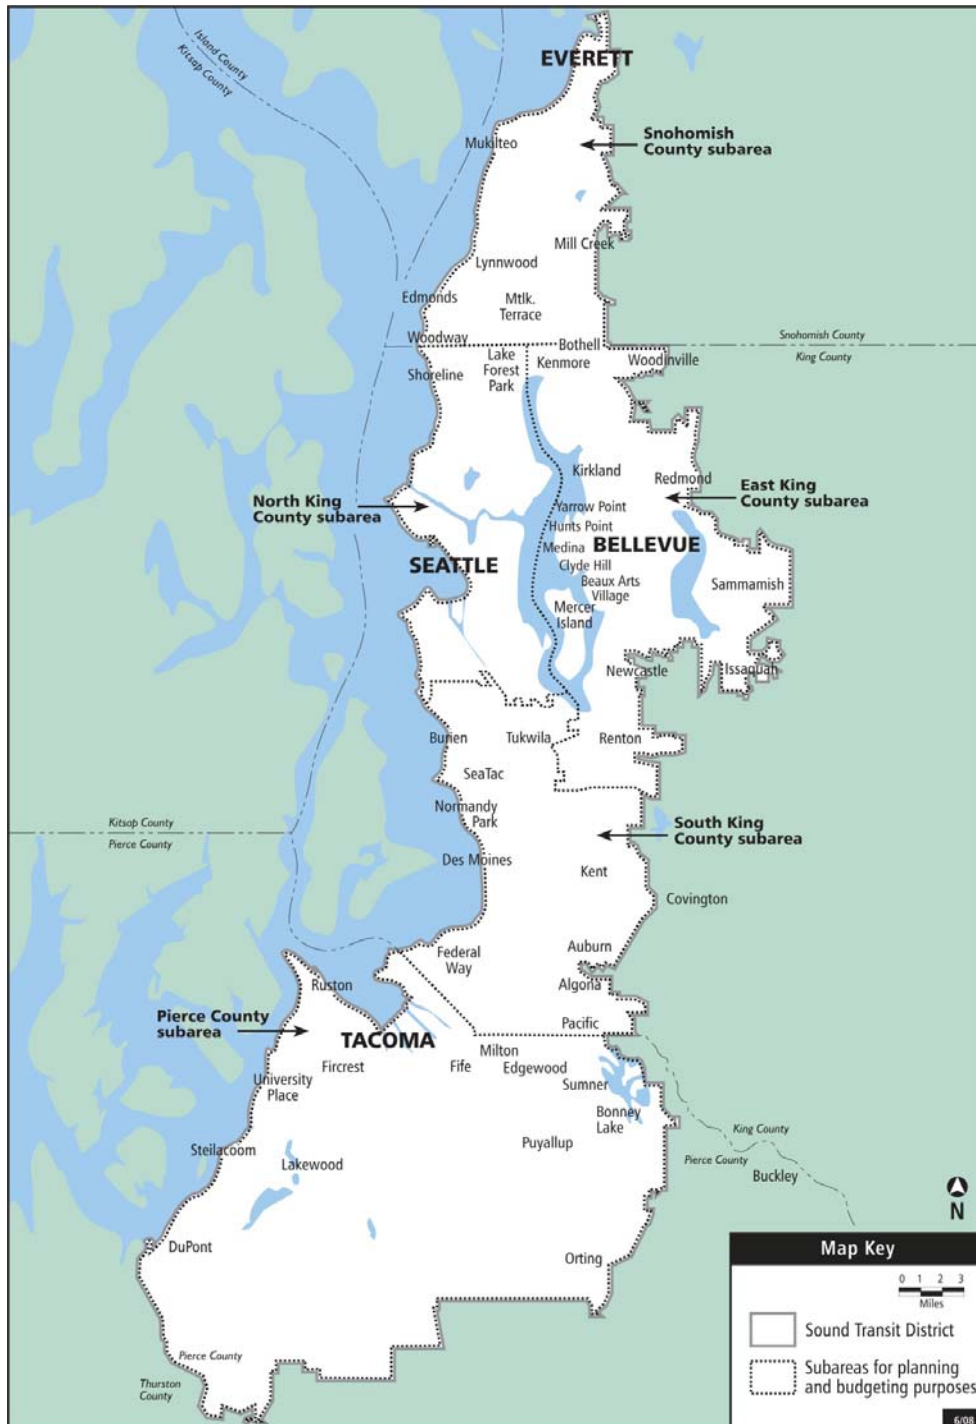 Island County
Kitsap County
EVERETT
Mukilteo
Snohomish
County subarea
Mill Creek
Lynnwood
Edmonds
Mtlk.
Terrace
Woodway
Bothell
Snohomish County
King County
Shoreline
Lake
Forest
Park
Kenmore
Woodinville
Kirkland
Redmond
East King
County subarea
North King
County subarea
Yarrow Point
Hunts Point
Medina
BELLEVUE
SEATTLE
Clyde Hill
Beaux Arts
Village
Sammamish
Mercer
Island
Newcastle
Issaquah
Burien
Tukwila
Renton
SeaTac
Normandy
Park
Kitsap County
Pierce County
South King
County subarea
Des Moines
Kent
Covington
Federal
Way
Auburn
Ruston
Algona
Pierce County
subarea
Pacific
TACOMA
Milton
Fircrest
Fife
Edgewood
University
Place
Sumner
Bonney
Lake
King County
Pierce County
Puyallup
Steilacoom
Lakewood
Buckley
N
DuPont
Orting
Map Key
0 1 2 3
Miles
Sound Transit District
Subareas for planning
and budgeting purposes
Pierce County
Thurston
County
6/08